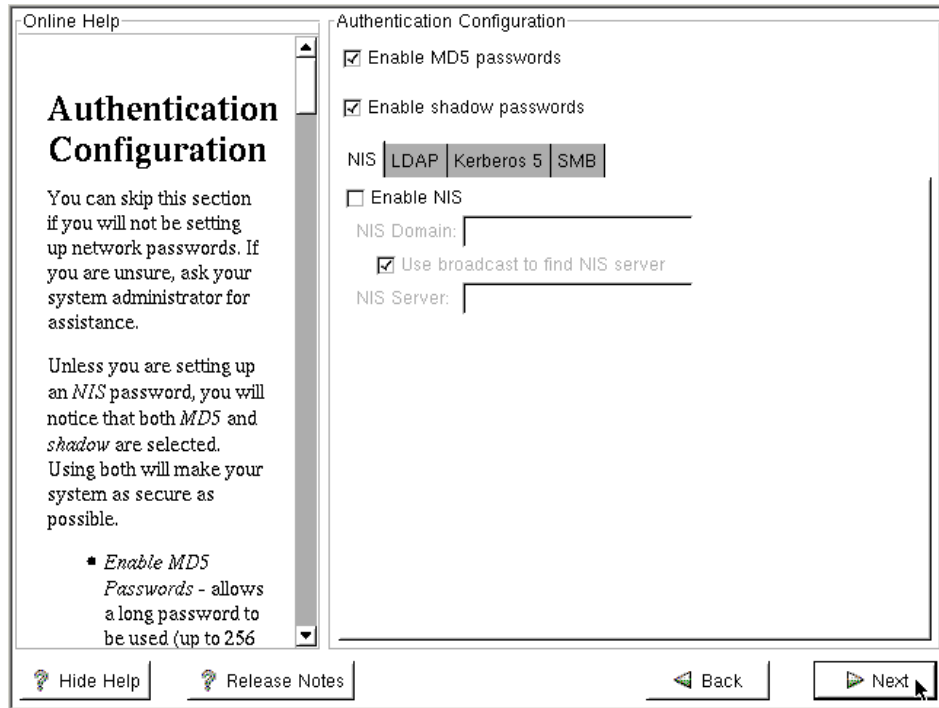 Online Help
Authentication
Configuration
You can skip this section
if you will not be setting
up network passwords. If
you are unsure, ask your
system administrator for
assistance.
Unless you are setting up
an NIS password, you will
notice that both MD5 and
shadow are selected.
Using both will make your
system as secure as
possible.
Enable MD5
Passwords - allows
a long password to
be used (up to 256
Authentication Configuration
Enable MD5 passwords
Enable shadow passwords
NIS LDAP Kerberos 5 SMB
Enable NIS
NIS Domain:
Use broadcast to find NIS server
NIS Server:
Hide Help Release Notes Back Next